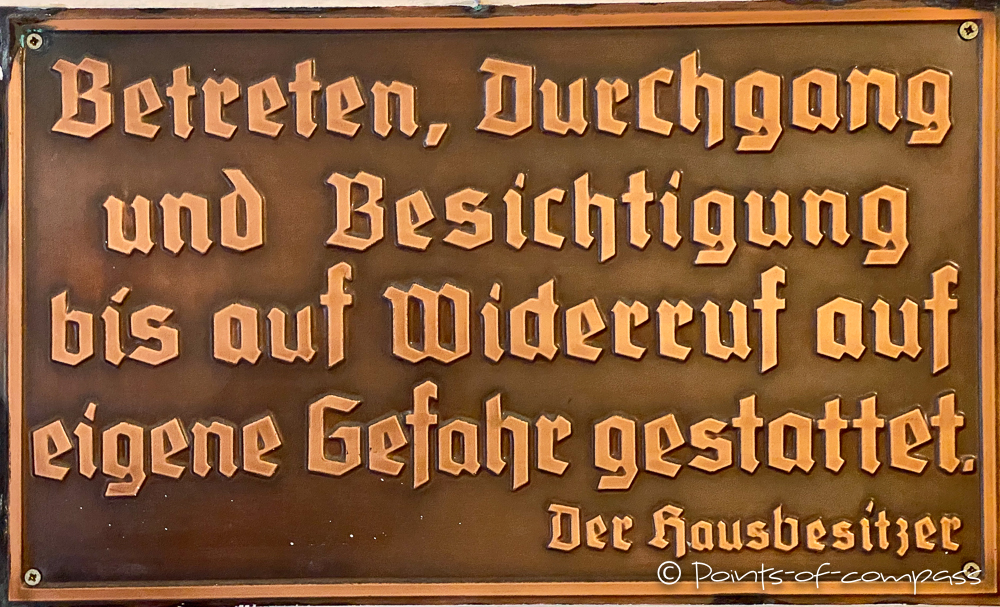 Betreten, Durchgang
und Besichtigung
bis auf Widerruf auf
eigene Gefahr gestattet.
Der Hausbesitzer
© Points-of-compass